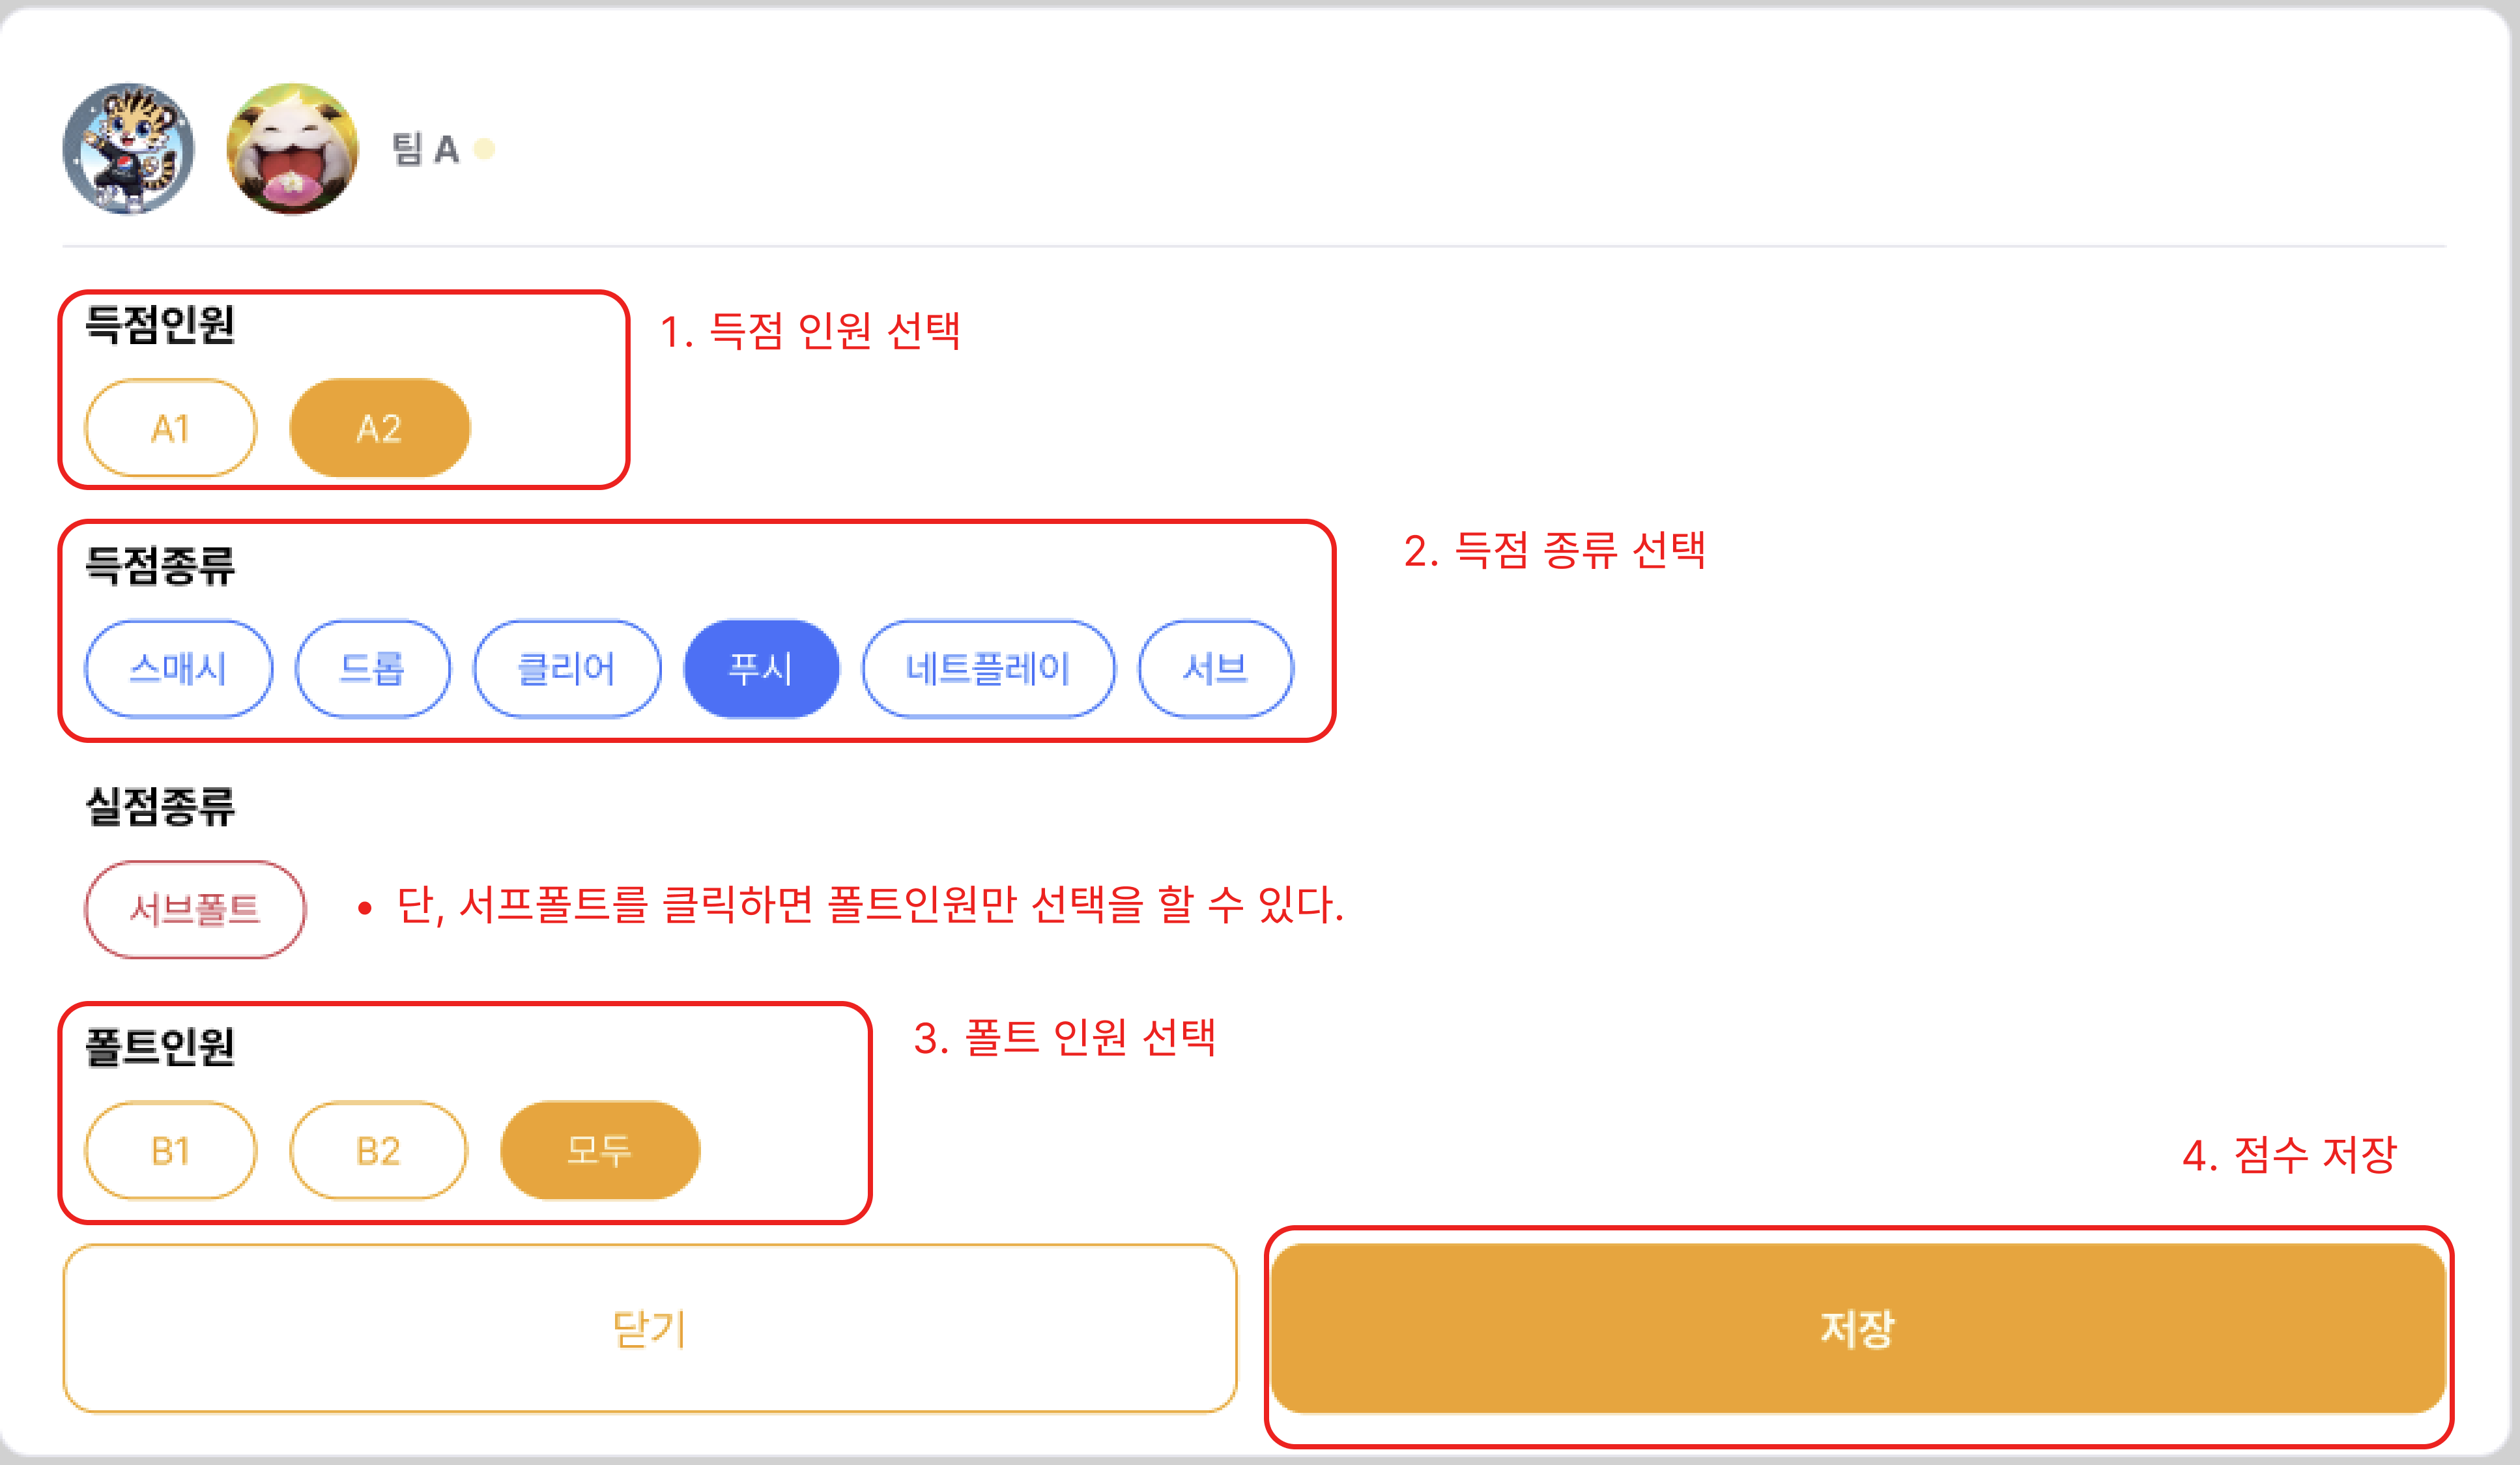 팀 A
득점인원
1. 득점 인원 선택
A1 A2
2. 득점 종류 선택
득점종류
스매시 드롭 클리어 푸시 네트플레이 서브
실점종류
서브폴트 • 단, 서프폴트를 클릭하면 폴트인원만 선택을 할 수 있다.
폴트인원
3. 폴트 인원 선택
B1 B2 모두
4. 점수 저장
닫기 저장